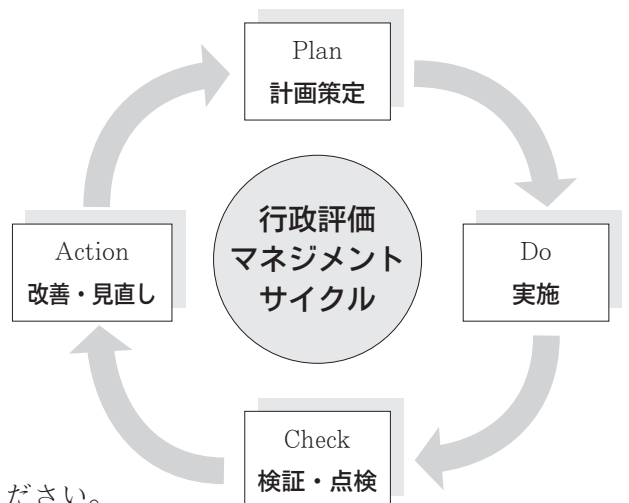 Plan
計画策定
行政評価
マネジメント
サイクル
Action
改善・見直し
Do
実施
Check
検証・点検
ださい。